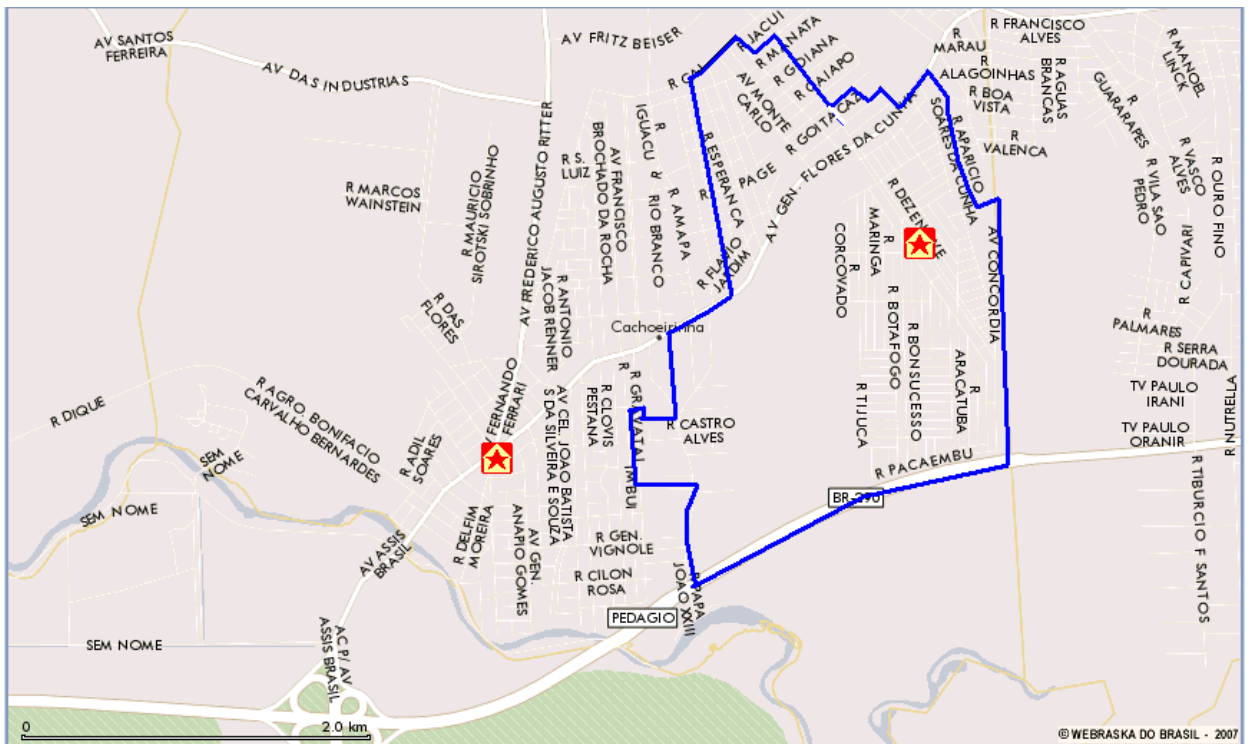 AV SANTOS
FERREIRA
AV DAS INDUSTRIAS
AV FRITZ BEISER
R JACUI
R MANATA
R GOIANA
R CAIAPO
AV MONTE
CARLO
R GOITACAZ
R
MARAU
R FRANCISCO
ALVES
R
ALAGOINHAS
R BOA
VISTA
R AGUAS
BRANCAS
R
VALENCA
R
GUARARAPES
R MANOEL
LINCK
R VASCO
ALVES
R VILA SAO
PEDRO
R CAPIVARI
R OURO FINO
R
PALMARES
R SERRA
DOURADA
TV PAULO
IRANI
TV PAULO
ORANIR
R NUTRELLA
R TIBURCIO F SANTOS
R MARCOS
WAINSTEIN
R MAURICIO
SIROTSKI SOBRINHO
AV FREDERICO AUGUSTO RITTER
R S.
LUIZ
AV FRANCISCO
BROCHADO DA ROCHA
R
IGUACU
R RIO BRANCO
R AMAPA
R ESPERANCA
R
PAGE
R FLAVIO
JARDIM
AV GEN. FLORES DA CUNHA
R APARICIO
SOARES DA CUNHA
R DEZENOVE
AV CONCORDIA
R
MARINGA
R
CORCOVADO
R
BOTAFOGO
R BONSUCESSO
R
ARACATUBA
R TIJUCA
R PACAEMBU
BR-290
R DAS
FLORES
R ANTONIO
JACOB RENNER
Cachoeirinha
R
R GRAVATAI
R CLOVIS
PESTANA
R CASTRO
ALVES
IMBUI
AV CEL. JOAO BATISTA
S DA SILVEIRA E SOUZA
AV FERNANDO
FERRARI
R DIQUE
R AGRO. BONIFACIO
CARVALHO BERNARDES
R ADIL
SOARES
SEM
NOME
SEM NOME
AV ASSIS
BRASIL
R DELFIM
MOREIRA
AV GEN.
ANAPIO GOMES
R GEN.
VIGNOLE
R CILON
ROSA
R PAPA
JOAO XXIII
PEDAGIO
SEM NOME
AC P/ AV
ASSIS BRASIL
0
2.0 km
© WEBRASKA DO BRASIL - 2007